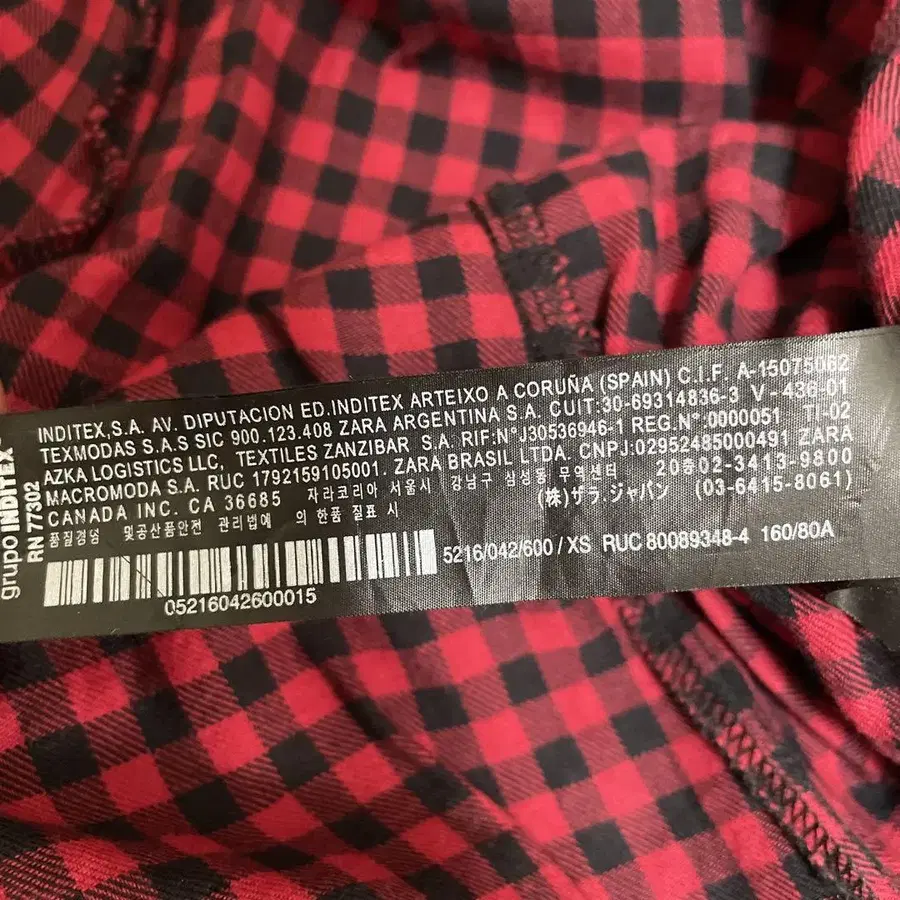 grupo INDITEX
RN 77302
INDITEX,S.A. AV. DIPUTACION ED.INDITEX ARTEIXO A CORUÑA (SPAIN) C.I.F. A-15075062
TEXMODAS S.A.S SIC 900.123.408 ZARA ARGENTINA S.A. CUIT:30-69314836-3 V-436-01
AZKA LOGISTICS LLC, TEXTILES ZANZIBAR S.A. RIF:N°J30536946-1 REG.N°:0000051 TI-02
MACROMODA S.A. RUC 1792159105001. ZARA BRASIL LTDA. CNPJ:02952485000491 ZARA
CANADA INC. CA 36685 자라코리아 서울시 강남구 삼성동 무역센터 20층02-3413-9800
품질경덤 및공산품안전 관리법에 의 한품 질표 시 (株)ザラ.ジャパン (03-6415-8061)
5216/042/600/XS RUC 80089348-4 160/80A
05216042600015